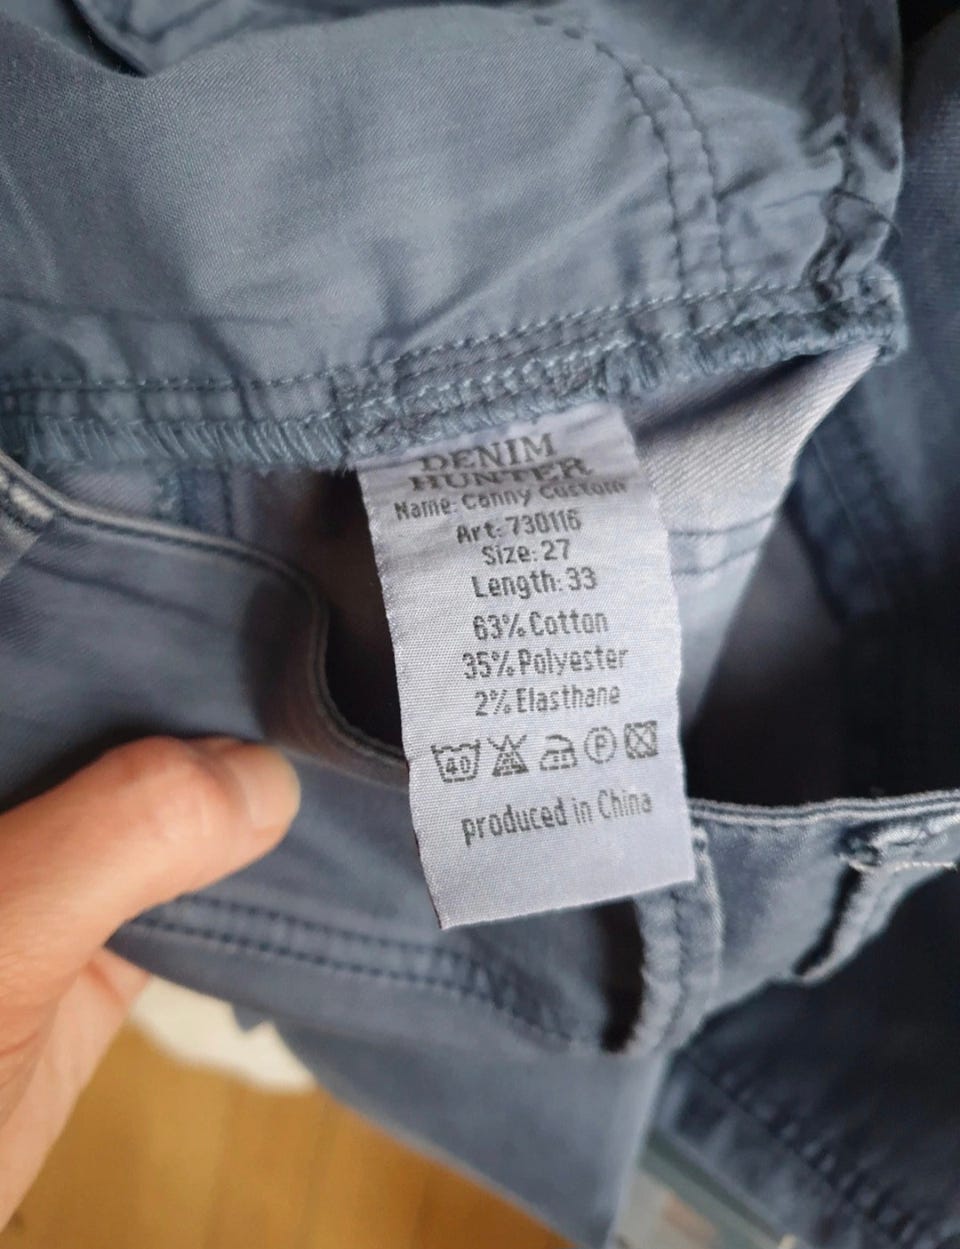 DENIM
HUNTER
Name: Conny Custom
Art: 730116
Size: 27
Length: 33
63% Cotton
35% Polyester
2% Elasthane
40 P
produced in China